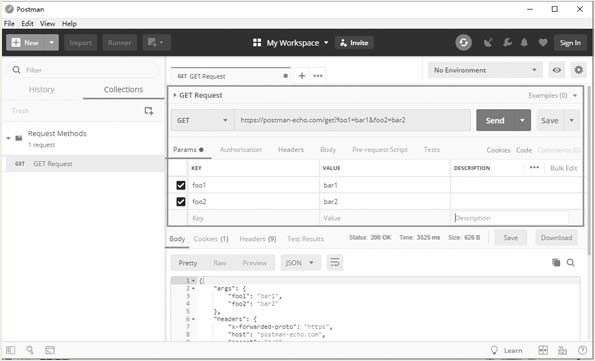 Postman
File Edit View Help
New Import Runner My Workspace Invite Sign In
Filter
History Collections
Trash
Request Methods
1 request
GET GET Request
GET GET Request
No Environment
GET Request Examples (0)
GET https://postman-echo.com/get?foo1=bar1&foo2=bar2 Send Save
Params Authorization Headers Body Pre-request Script Tests Cookies Code Comments (0)
KEY VALUE DESCRIPTION Bulk Edit
foo1 bar1
foo2 bar2
Key Value Description
Body Cookies (1) Headers (9) Test Results Status: 200 OK Time: 3525 ms Size: 626 B Save Download
Pretty Raw Preview JSON
1 {
2 "args": {
3 "foo1": "bar1",
4 "foo2": "bar2"
5 },
6 "headers": {
7 "x-forwarded-proto": "https",
8 "host": "postman-echo.com",
Learn